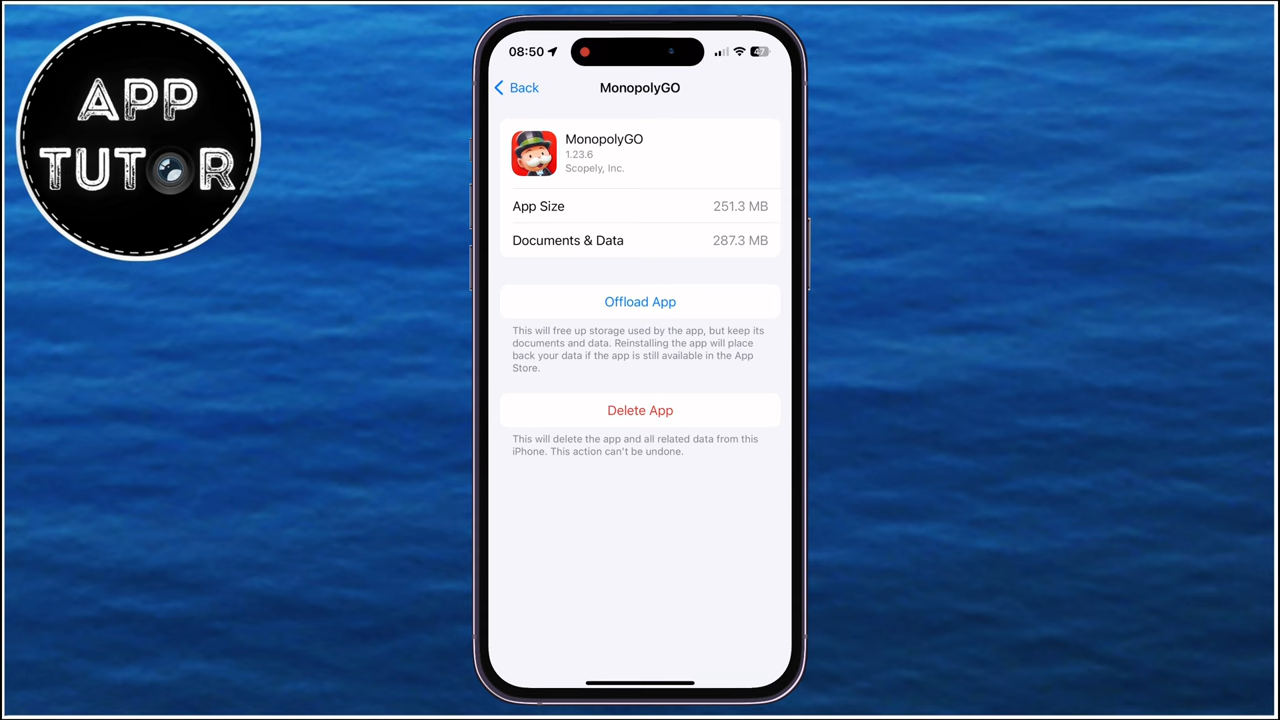 APP
TUTOR
08:50
47
Back
MonopolyGO
MonopolyGO
1.23.6
Scopely, Inc.
App Size
251.3 MB
Documents & Data
287.3 MB
Offload App
This will free up storage used by the app, but keep its
documents and data. Reinstalling the app will place
back your data if the app is still available in the App
Store.
Delete App
This will delete the app and all related data from this
iPhone. This action can't be undone.